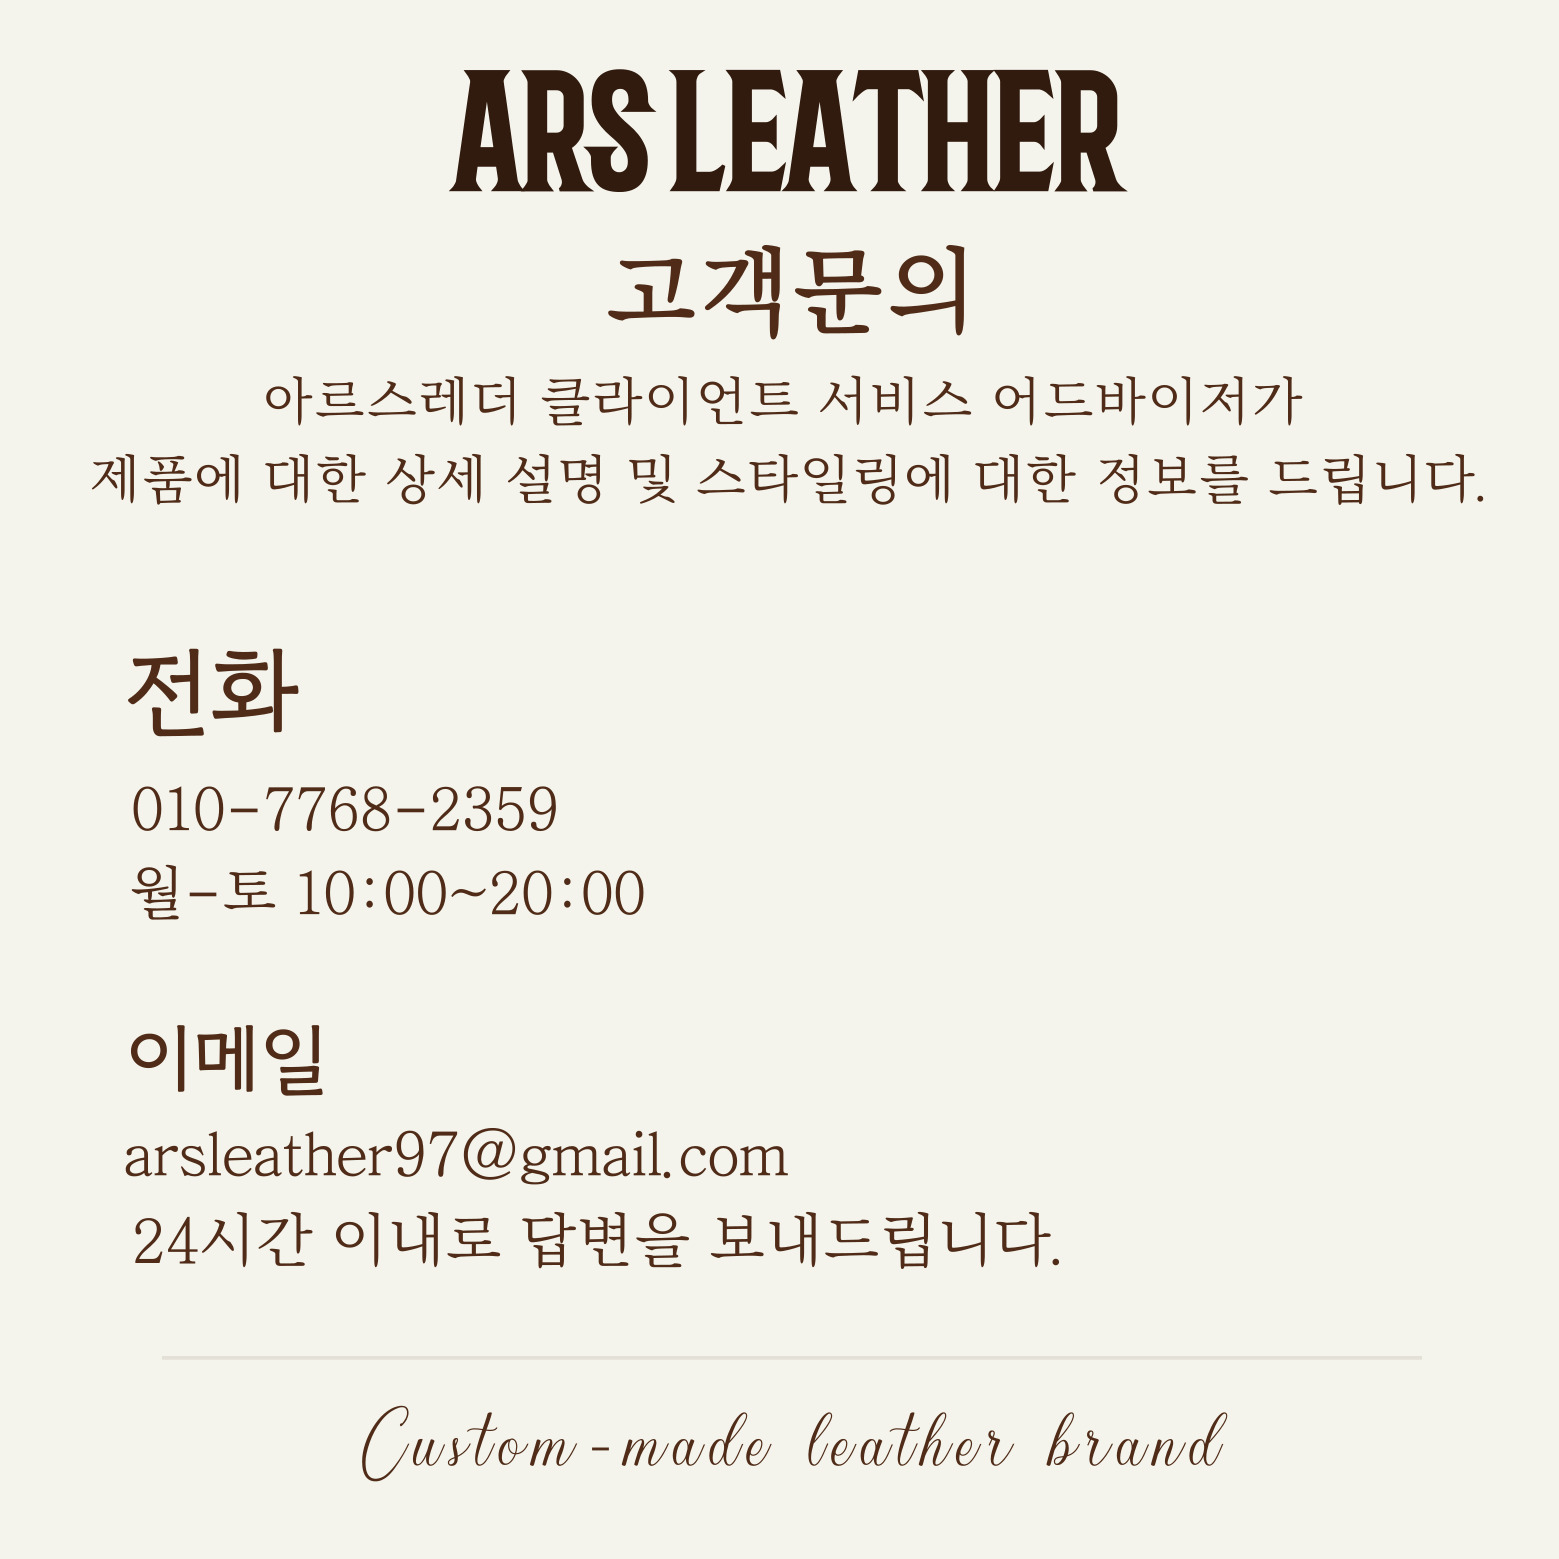 ARS LEATHER
고객문의
아르스레더 클라이언트 서비스 어드바이저가
제품에 대한 상세 설명 및 스타일링에 대한 정보를 드립니다.
전화
010-7768-2359
월-토 10:00~20:00
이메일
arsleather97@gmail.com
24시간 이내로 답변을 보내드립니다.
Custom-made leather brand